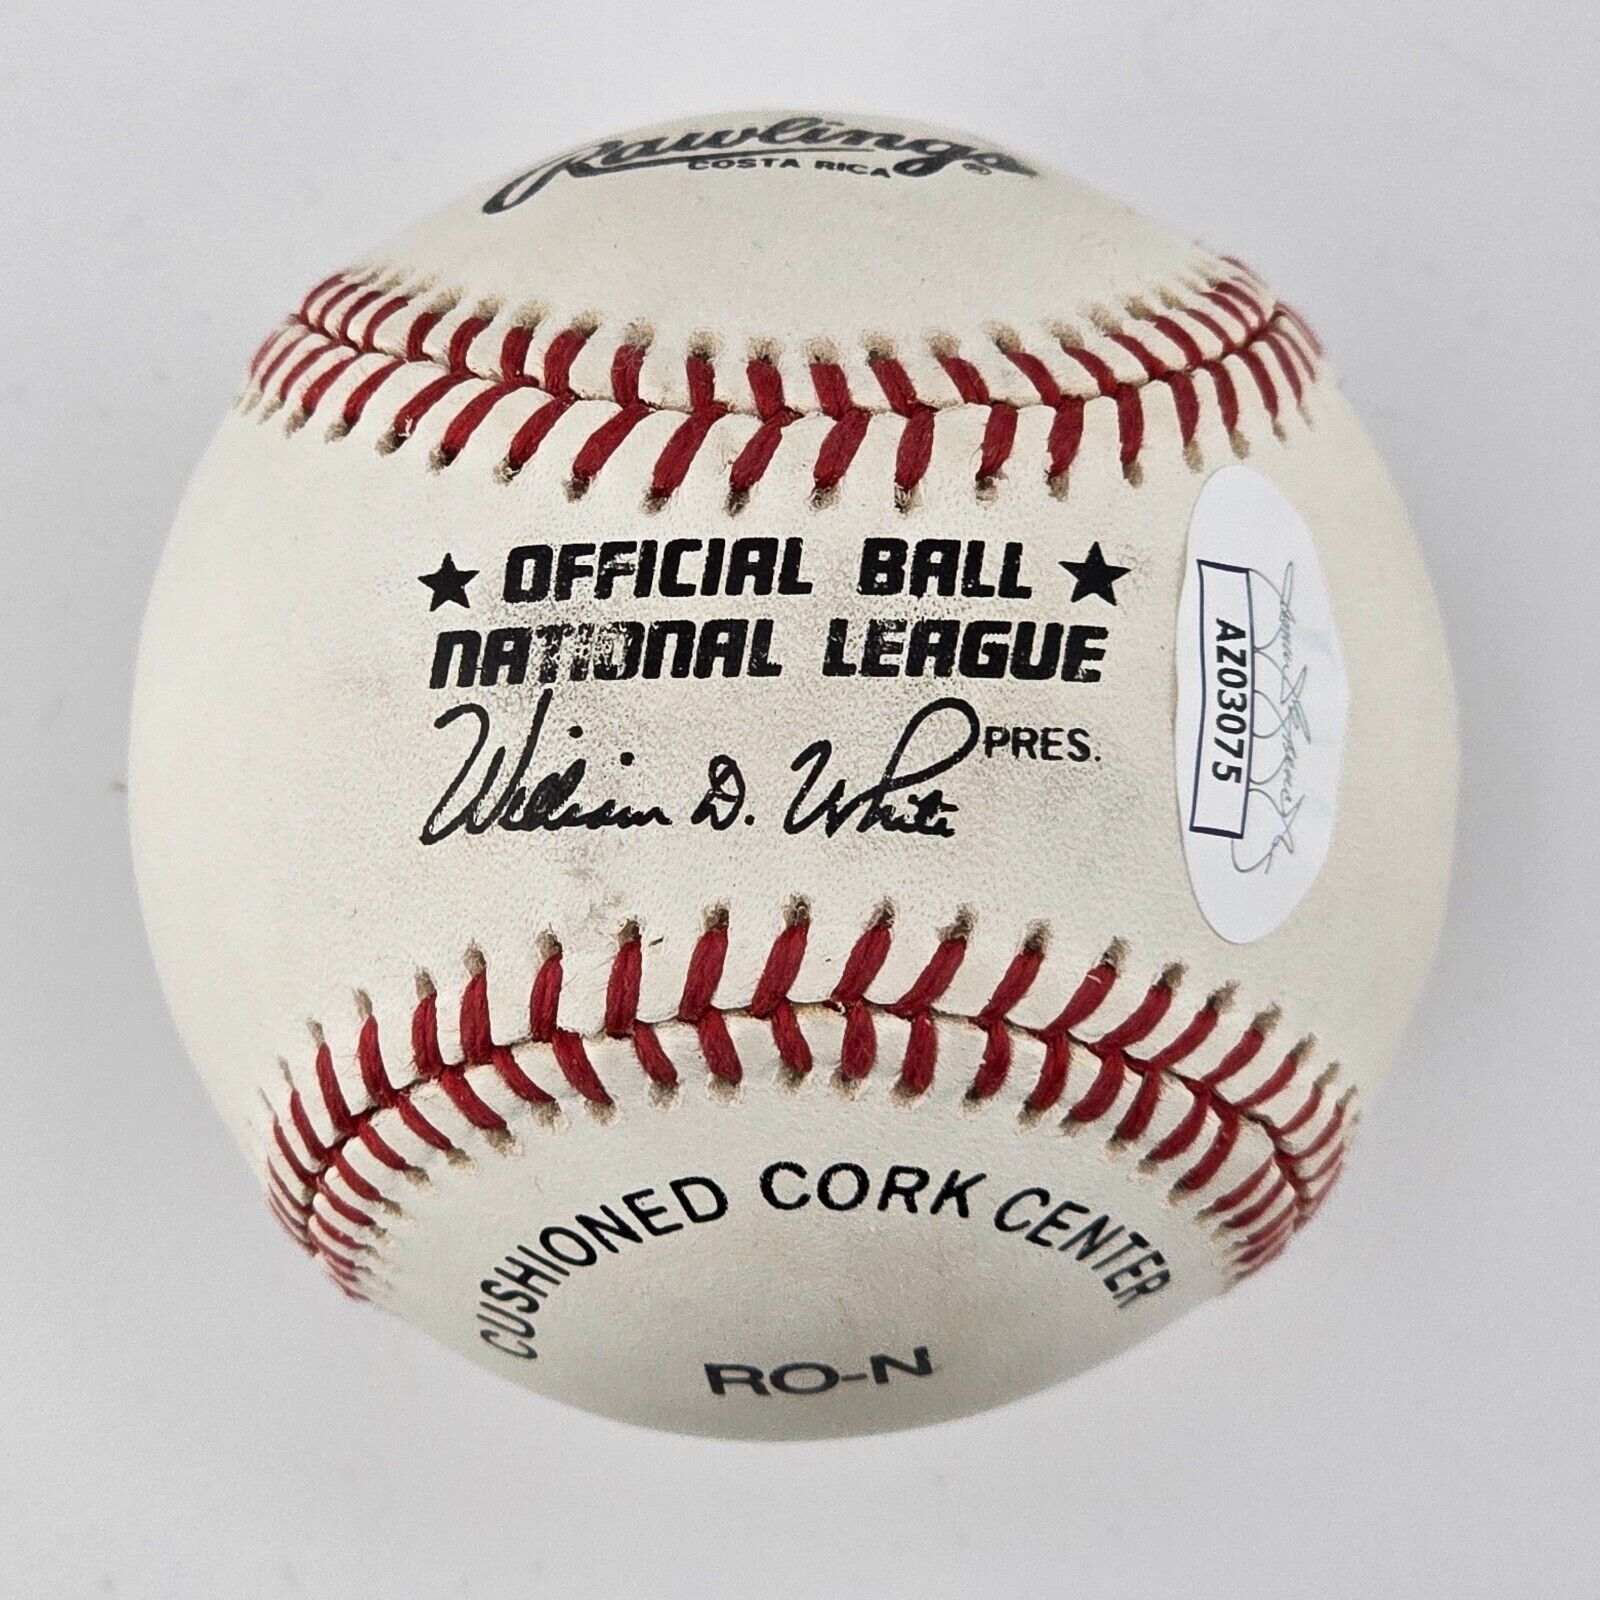 Rawlings®
COSTA RICA
★ OFFICIAL BALL ★
NATIONAL LEAGUE
William D. White PRES.
AZ03075
CUSHIONED CORK CENTER
RO-N